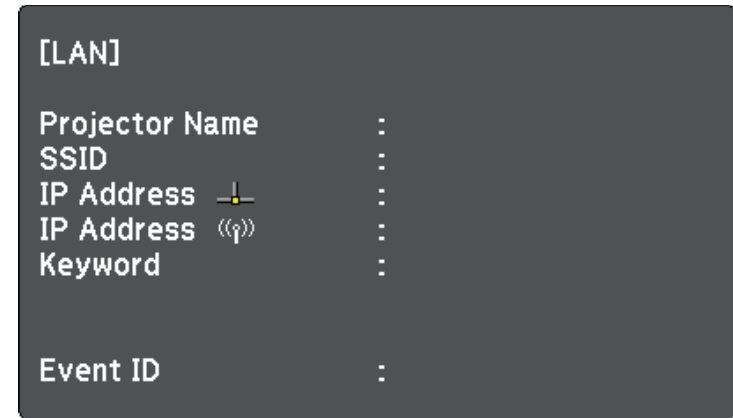 [LAN]
Projector Name :
SSID :
IP Address :
IP Address :
Keyword :
Event ID :